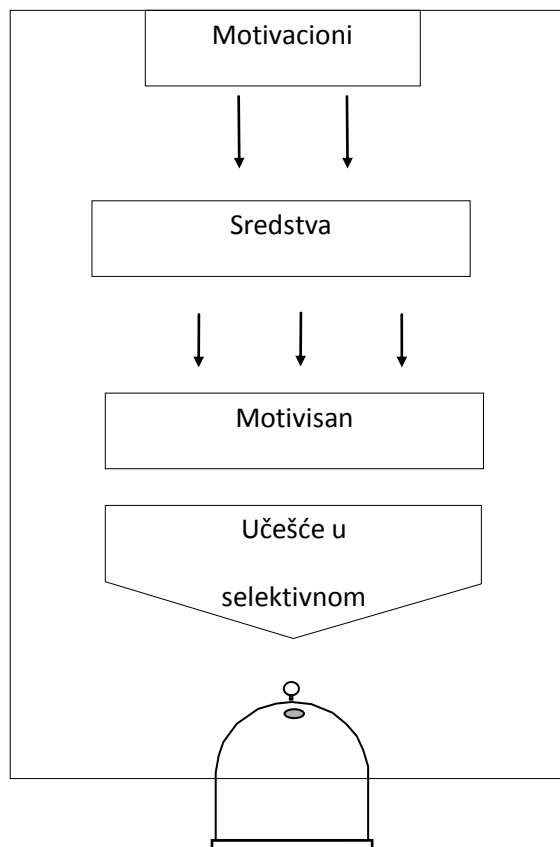 Motivacioni
Sredstva
Motivisan
Učešće u
selektivnom